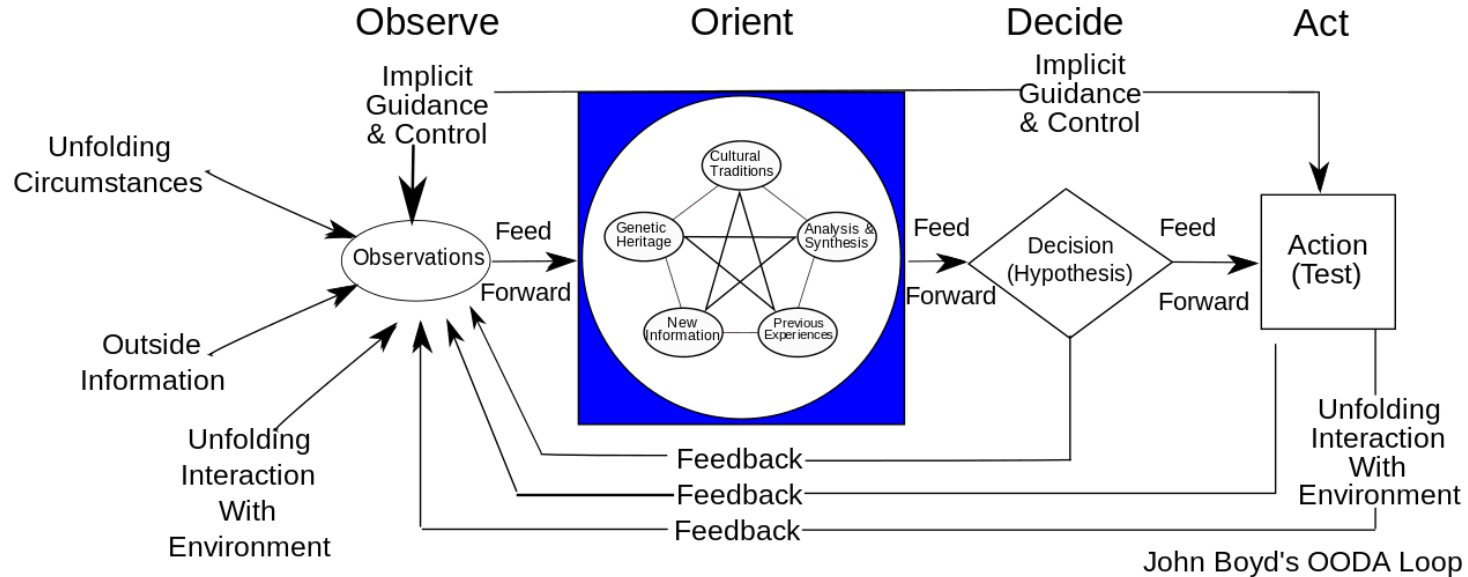 Observe
Orient
Decide
Act
Implicit
Guidance
& Control
Implicit
Guidance
& Control
Unfolding
Circumstances
Cultural
Traditions
Genetic
Heritage
Analysis &
Synthesis
New
Information
Previous
Experiences
Observations
Feed
Forward
Feed
Forward
Decision
(Hypothesis)
Feed
Forward
Action
(Test)
Outside
Information
Unfolding
Interaction
With
Environment
Feedback
Feedback
Feedback
Unfolding
Interaction
With
Environment
John Boyd's OODA Loop